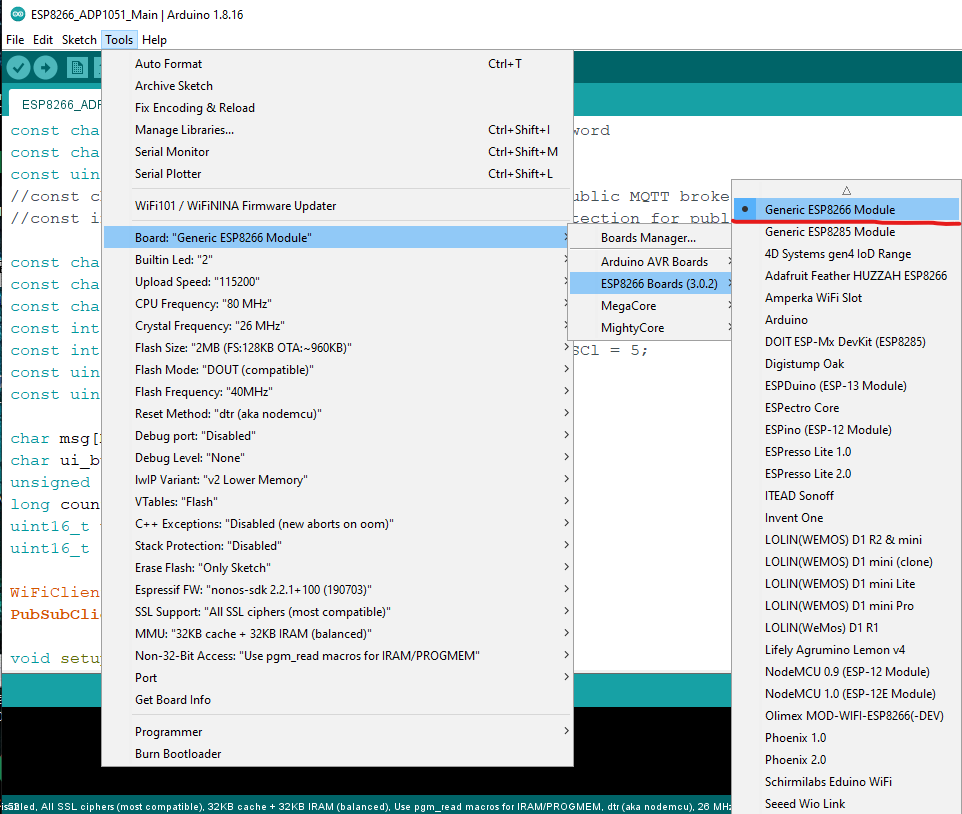 ESP8266_ADP1051_Main | Arduino 1.8.16
File Edit Sketch Tools Help
ESP8266_ADP
const cha
word
const cha
const uin
//const c
ublic MQTT broke
//const i
tection for publ
const cha
const cha
const cha
const int
const int
SCl = 5;
const uin
const uin
char msg[
char ui_b
unsigned
long coun
uint16_t
uint16_t
WiFiClien
PubSubCli
void setu
Auto Format Ctrl+T
Archive Sketch
Fix Encoding & Reload
Manage Libraries... Ctrl+Shift+I
Serial Monitor Ctrl+Shift+M
Serial Plotter Ctrl+Shift+L
WiFi101 / WiFiNINA Firmware Updater
Board: "Generic ESP8266 Module"
Builtin Led: "2"
Upload Speed: "115200"
CPU Frequency: "80 MHz"
Crystal Frequency: "26 MHz"
Flash Size: "2MB (FS:128KB OTA:~960KB)"
Flash Mode: "DOUT (compatible)"
Flash Frequency: "40MHz"
Reset Method: "dtr (aka nodemcu)"
Debug port: "Disabled"
Debug Level: "None"
lwIP Variant: "v2 Lower Memory"
VTables: "Flash"
C++ Exceptions: "Disabled (new aborts on oom)"
Stack Protection: "Disabled"
Erase Flash: "Only Sketch"
Espressif FW: "nonos-sdk 2.2.1+100 (190703)"
SSL Support: "All SSL ciphers (most compatible)"
MMU: "32KB cache + 32KB IRAM (balanced)"
Non-32-Bit Access: "Use pgm_read macros for IRAM/PROGMEM"
Port
Get Board Info
Programmer
Burn Bootloader
Boards Manager...
Arduino AVR Boards
ESP8266 Boards (3.0.2)
MegaCore
MightyCore
Generic ESP8266 Module
Generic ESP8285 Module
4D Systems gen4 IoD Range
Adafruit Feather HUZZAH ESP8266
Amperka WiFi Slot
Arduino
DOIT ESP-Mx DevKit (ESP8285)
Digistump Oak
ESPDuino (ESP-13 Module)
ESPectro Core
ESPino (ESP-12 Module)
ESPresso Lite 1.0
ESPresso Lite 2.0
ITEAD Sonoff
Invent One
LOLIN(WEMOS) D1 R2 & mini
LOLIN(WEMOS) D1 mini (clone)
LOLIN(WEMOS) D1 mini Lite
LOLIN(WEMOS) D1 mini Pro
LOLIN(WeMos) D1 R1
Lifely Agrumino Lemon v4
NodeMCU 0.9 (ESP-12 Module)
NodeMCU 1.0 (ESP-12E Module)
Olimex MOD-WIFI-ESP8266(-DEV)
Phoenix 1.0
Phoenix 2.0
Schirmilabs Eduino WiFi
Seeed Wio Link
All SSL ciphers (most compatible), 32KB cache + 32KB IRAM (balanced), Use pgm_read macros for IRAM/PROGMEM, dtr (aka nodemcu), 26 MHz